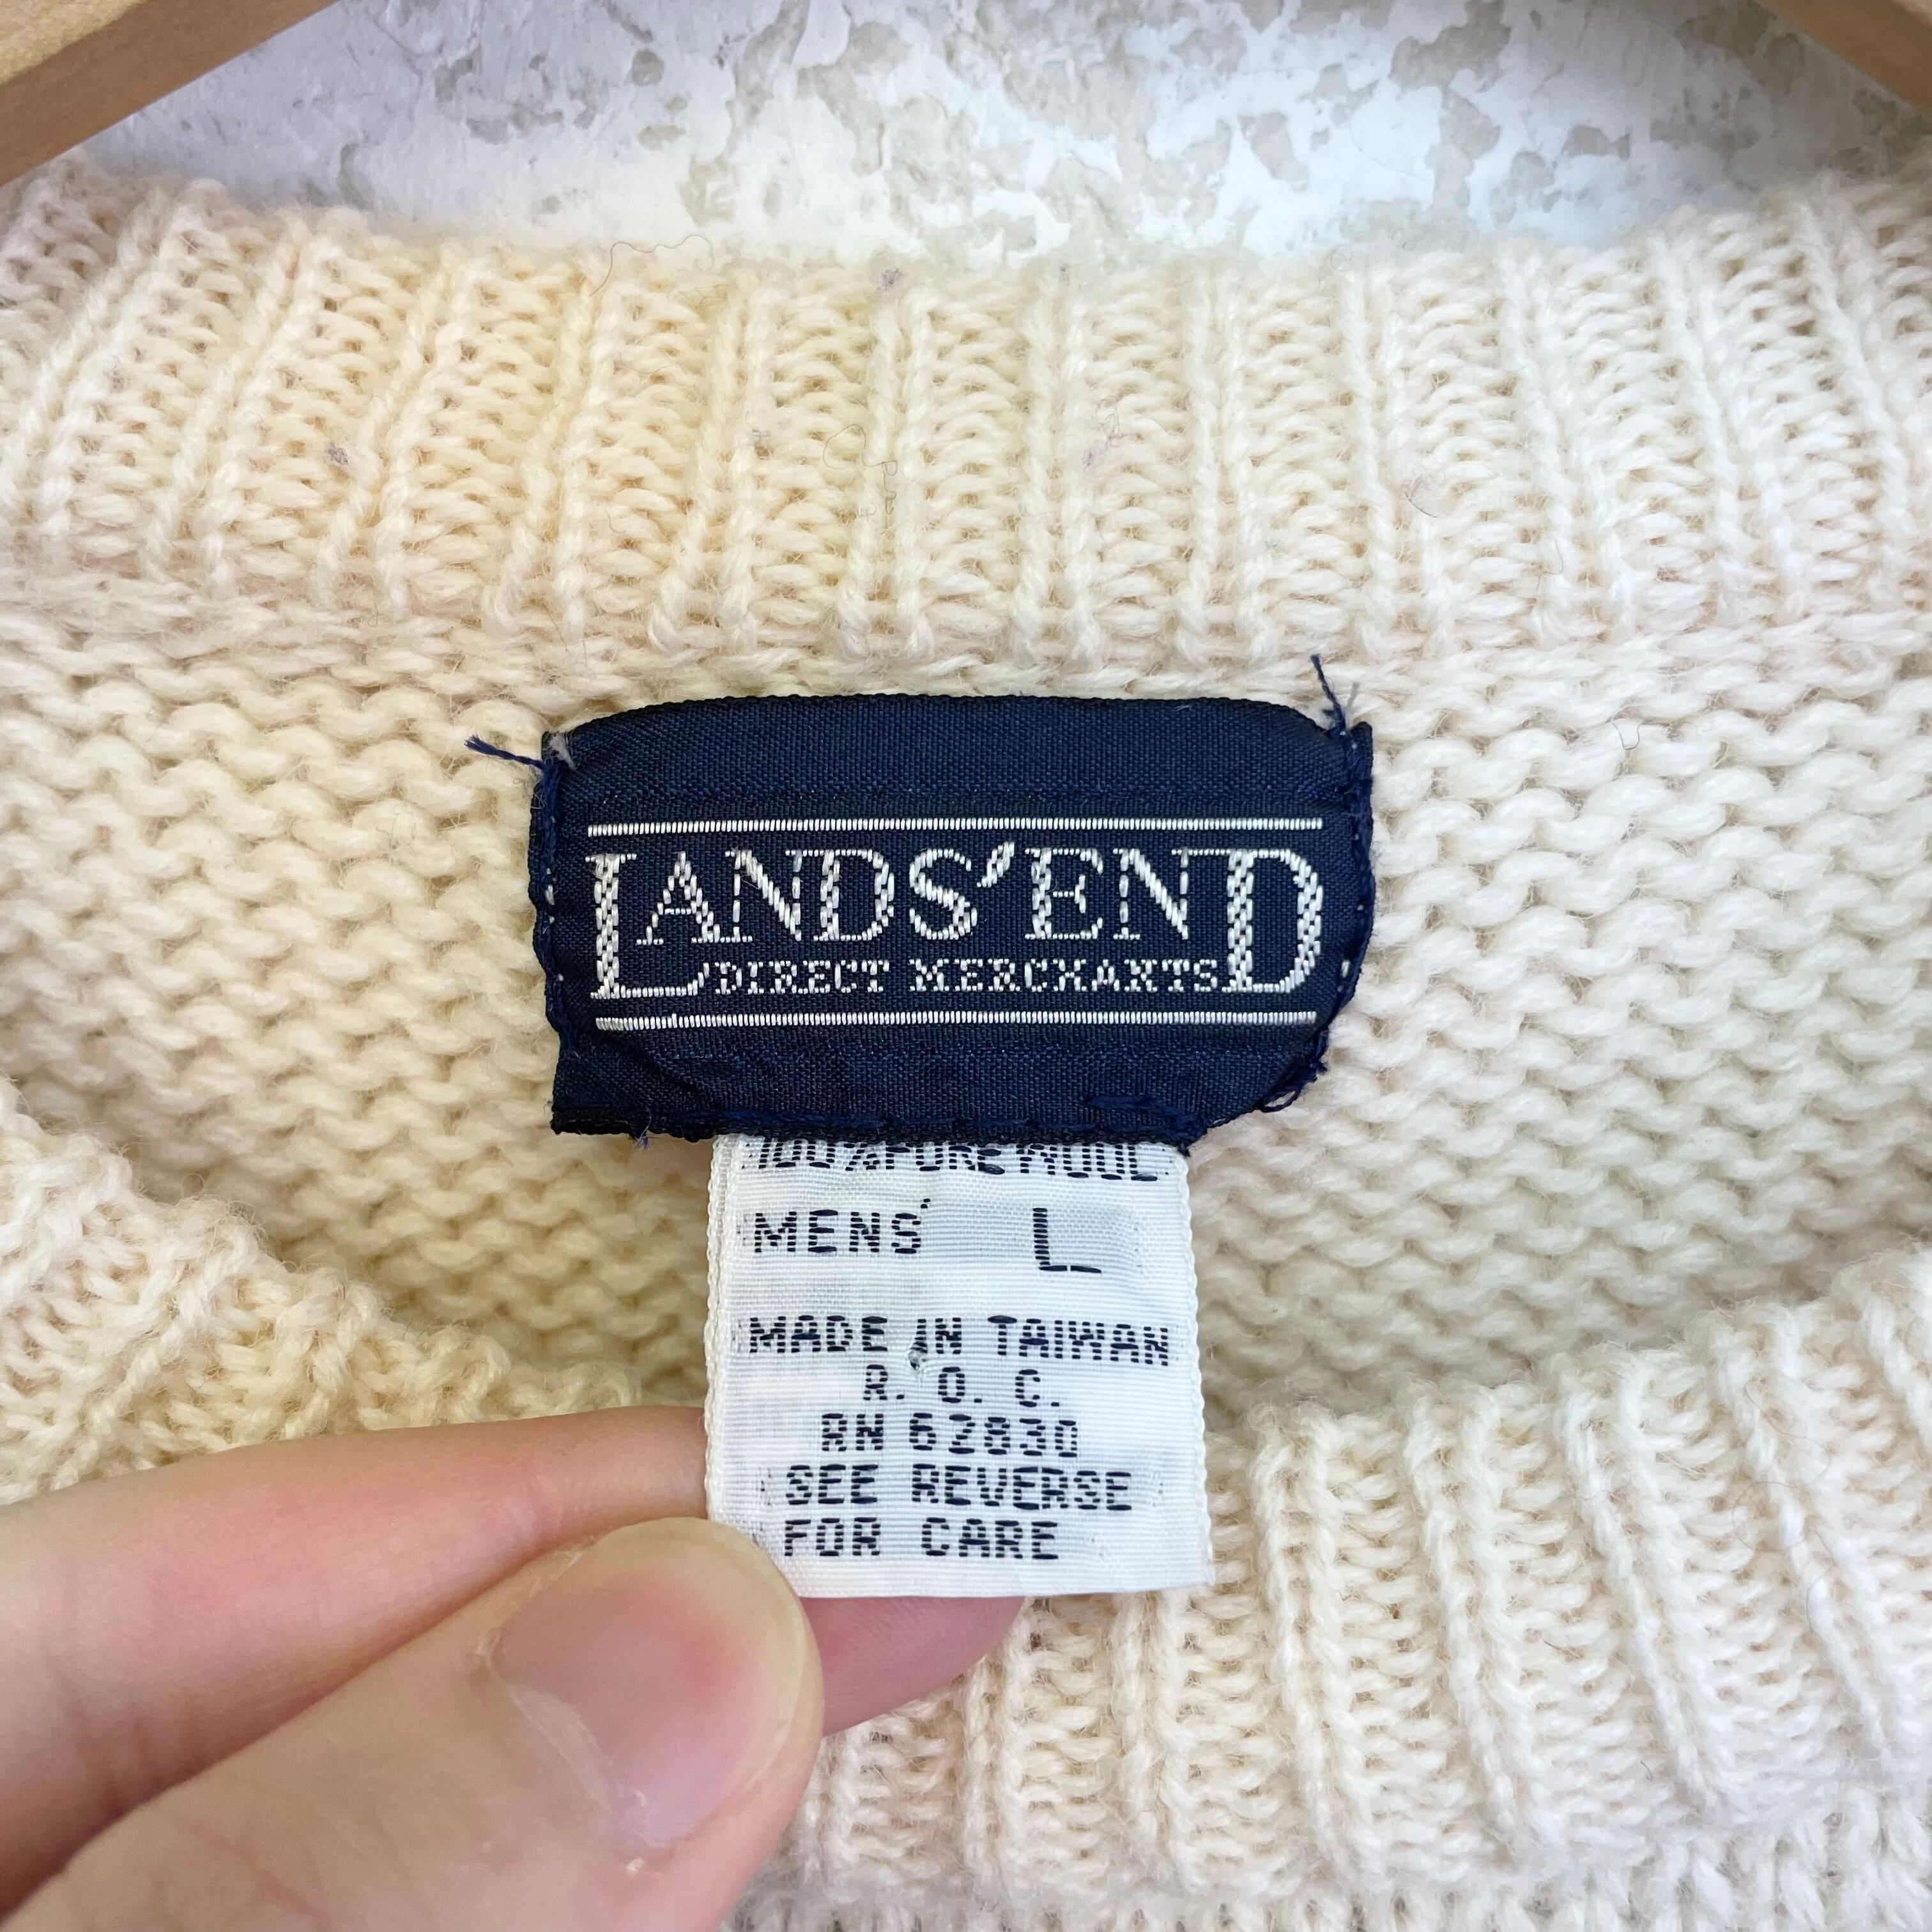 LANDS' END
DIRECT MERCHANTS
100% PURE WOOL
MENS' L
MADE IN TAIWAN
R. O. C.
RN 62830
SEE REVERSE
FOR CARE